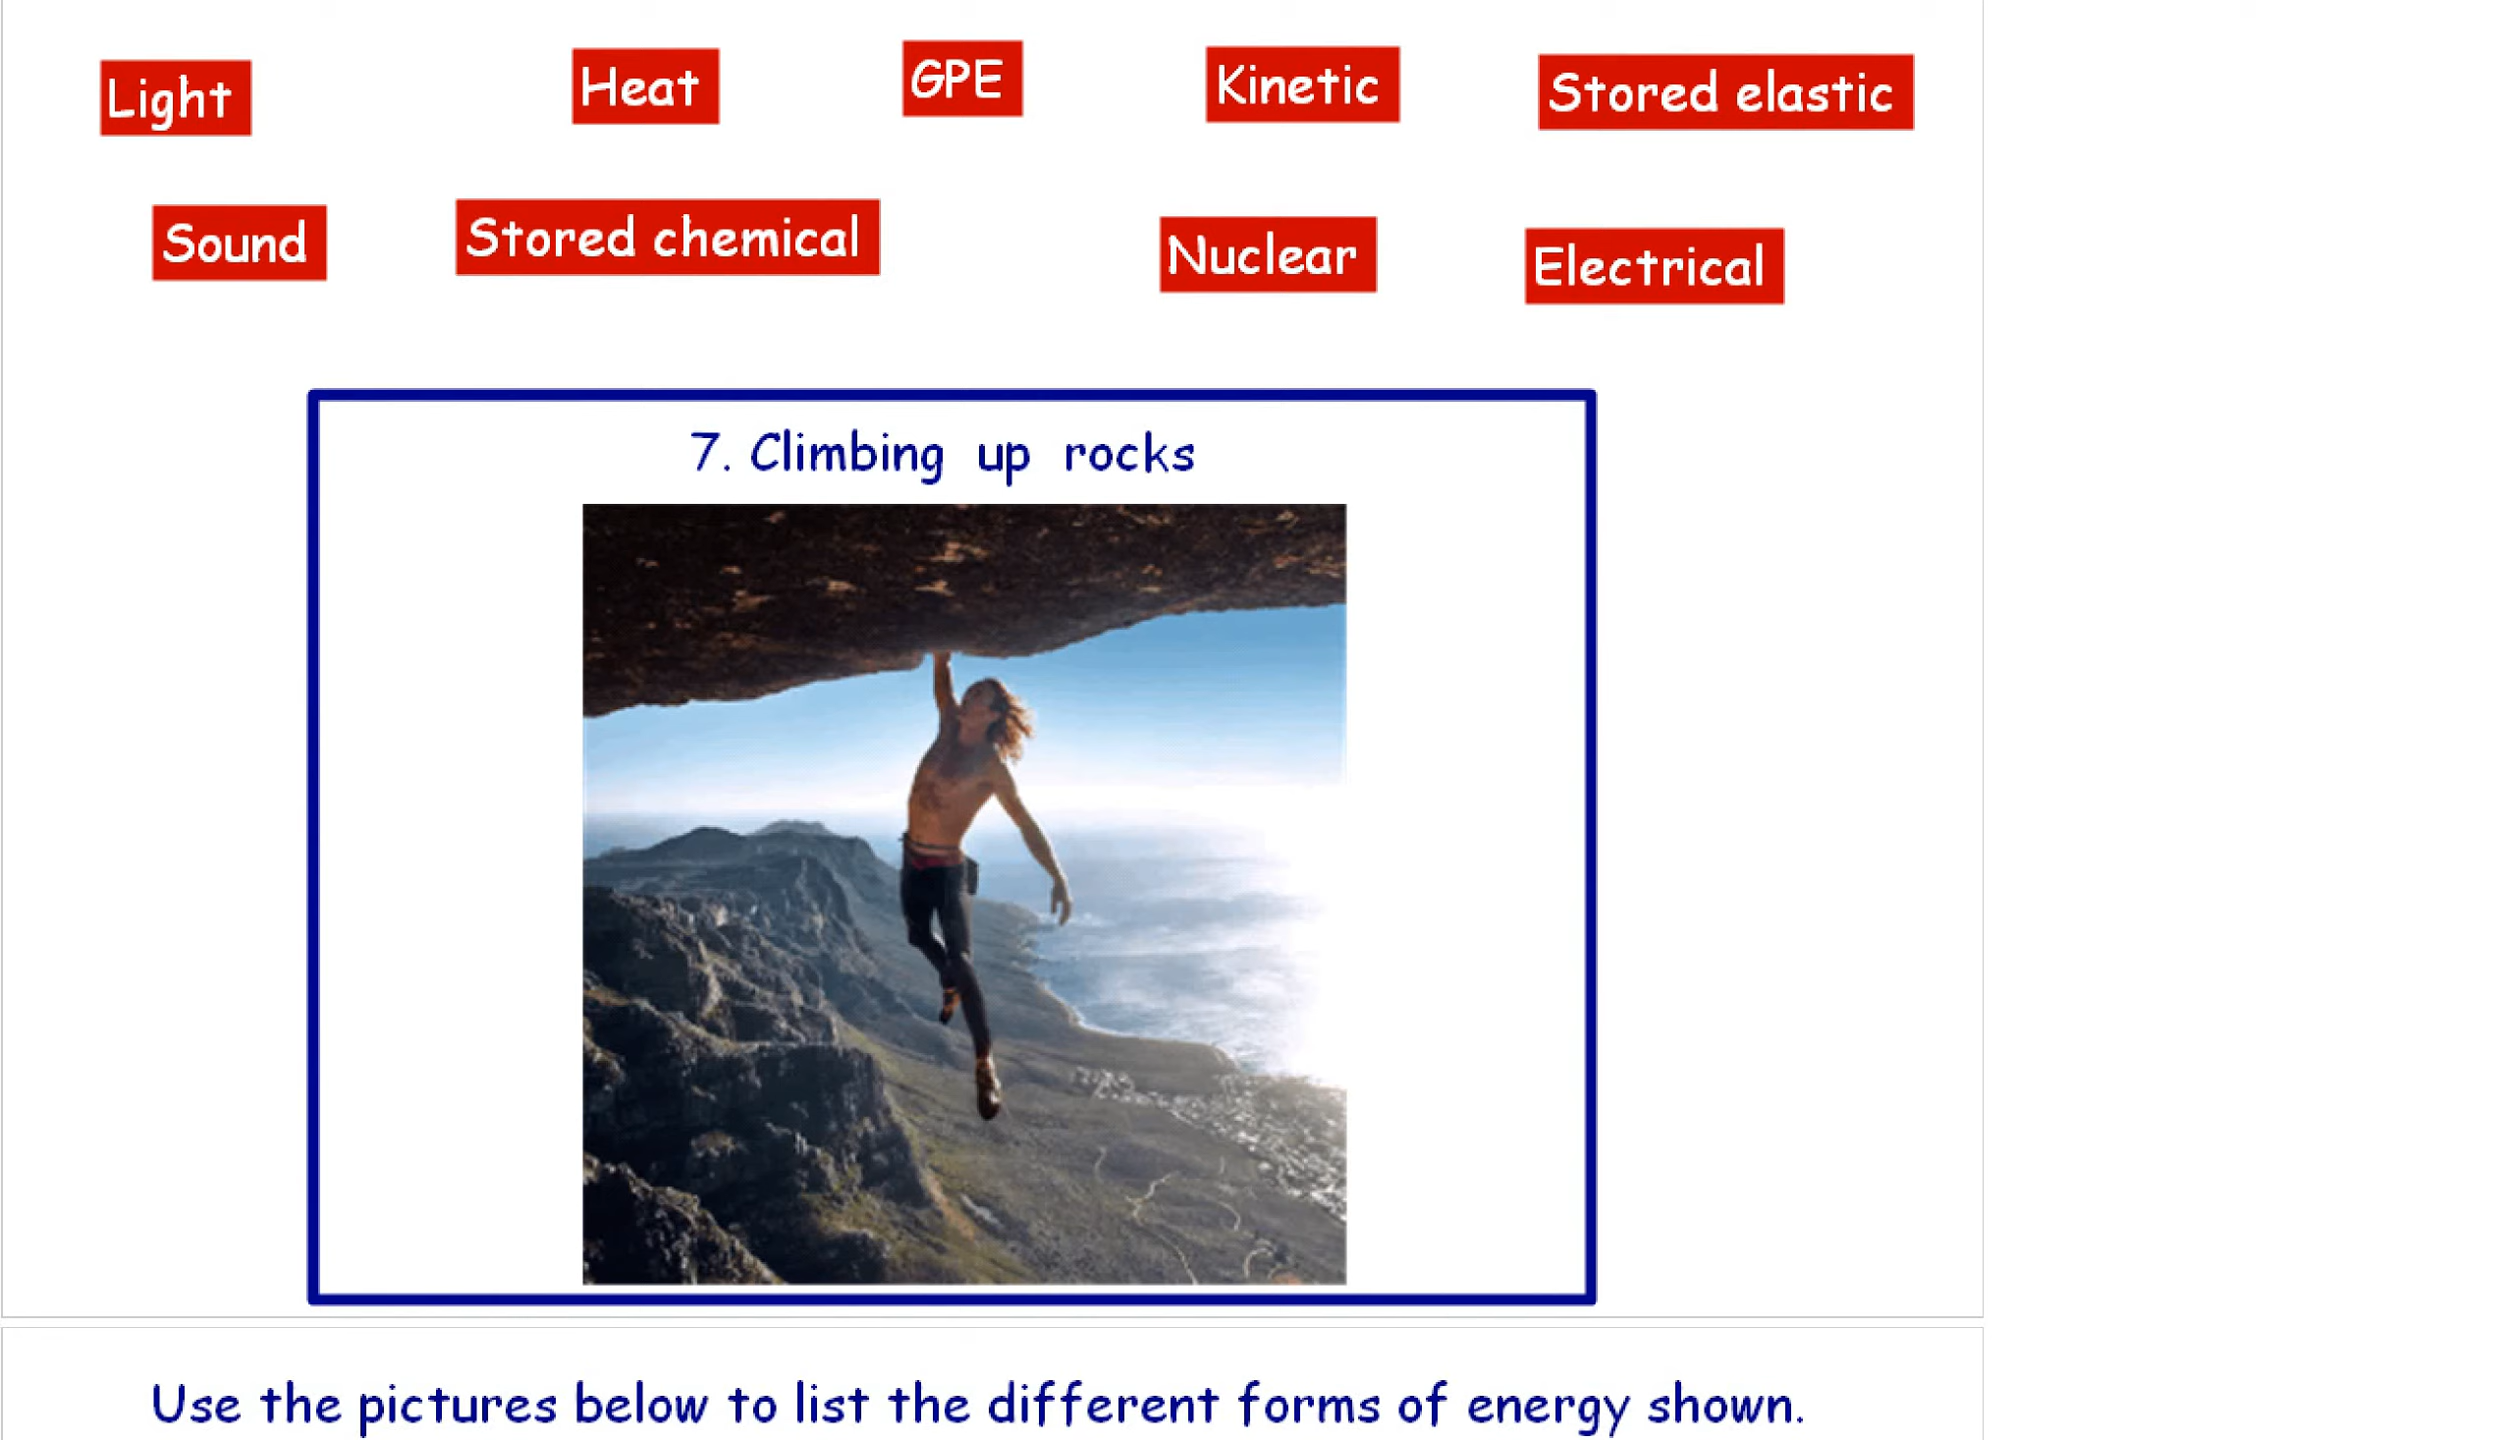 Light
Heat
GPE
Kinetic
Stored elastic
Sound
Stored chemical
Nuclear
Electrical
7. Climbing up rocks
Use the pictures below to list the different forms of energy shown.